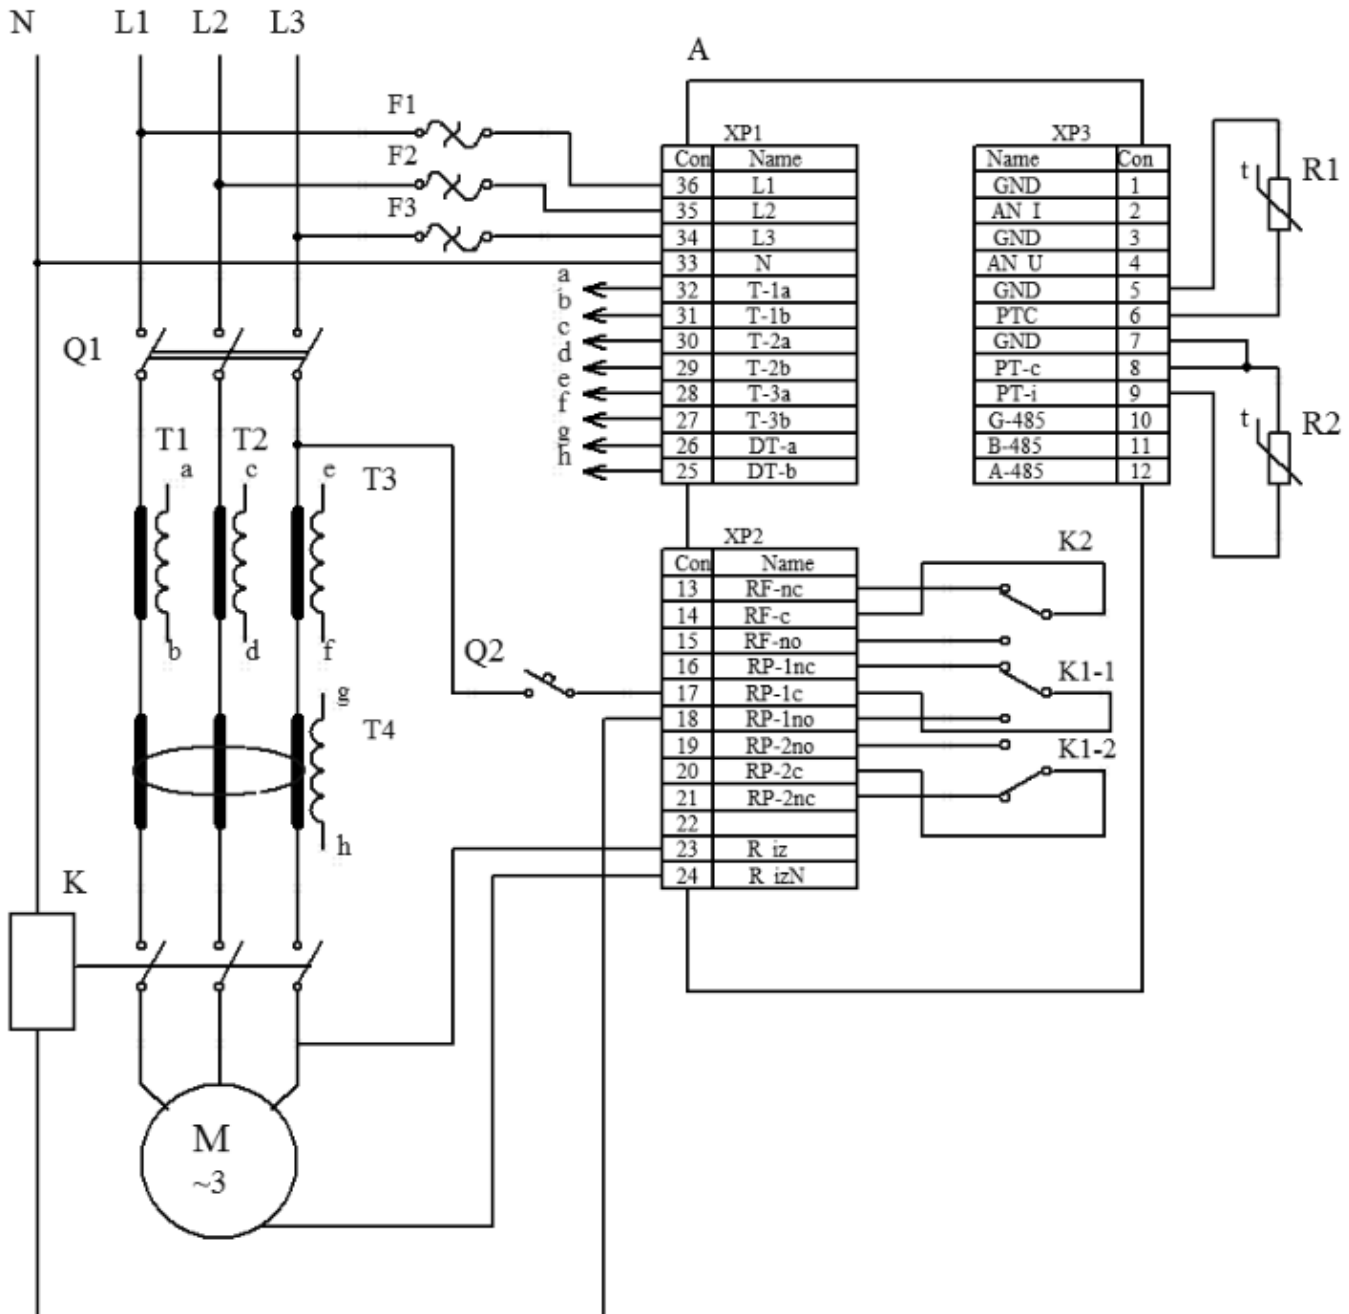 N L1 L2 L3
A
F1
F2
F3
XP1
Con Name
36 L1
35 L2
34 L3
33 N
32 T-1a
31 T-1b
30 T-2a
29 T-2b
28 T-3a
27 T-3b
26 DT-a
25 DT-b
a
b
c
d
e
f
g
h
XP3
Name Con
GND 1
AN I 2
GND 3
AN U 4
GND 5
PTC 6
GND 7
PT-c 8
PT-i 9
G-485 10
B-485 11
A-485 12
t R1
t R2
Q1
T1 T2 T3
a c e
b d f
g
T4
h
Q2
XP2
Con Name
13 RF-nc
14 RF-c
15 RF-no
16 RP-1nc
17 RP-1c
18 RP-1no
19 RP-2no
20 RP-2c
21 RP-2nc
22
23 R iz
24 R izN
K2
K1-1
K1-2
K
M
~3